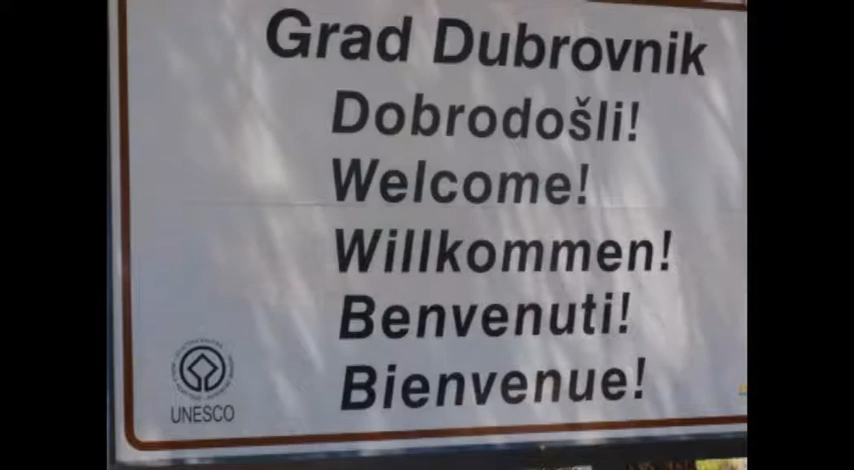 Grad Dubrovnik
Dobrodošli!
Welcome!
Willkommen!
Benvenuti!
Bienvenue!
UNESCO